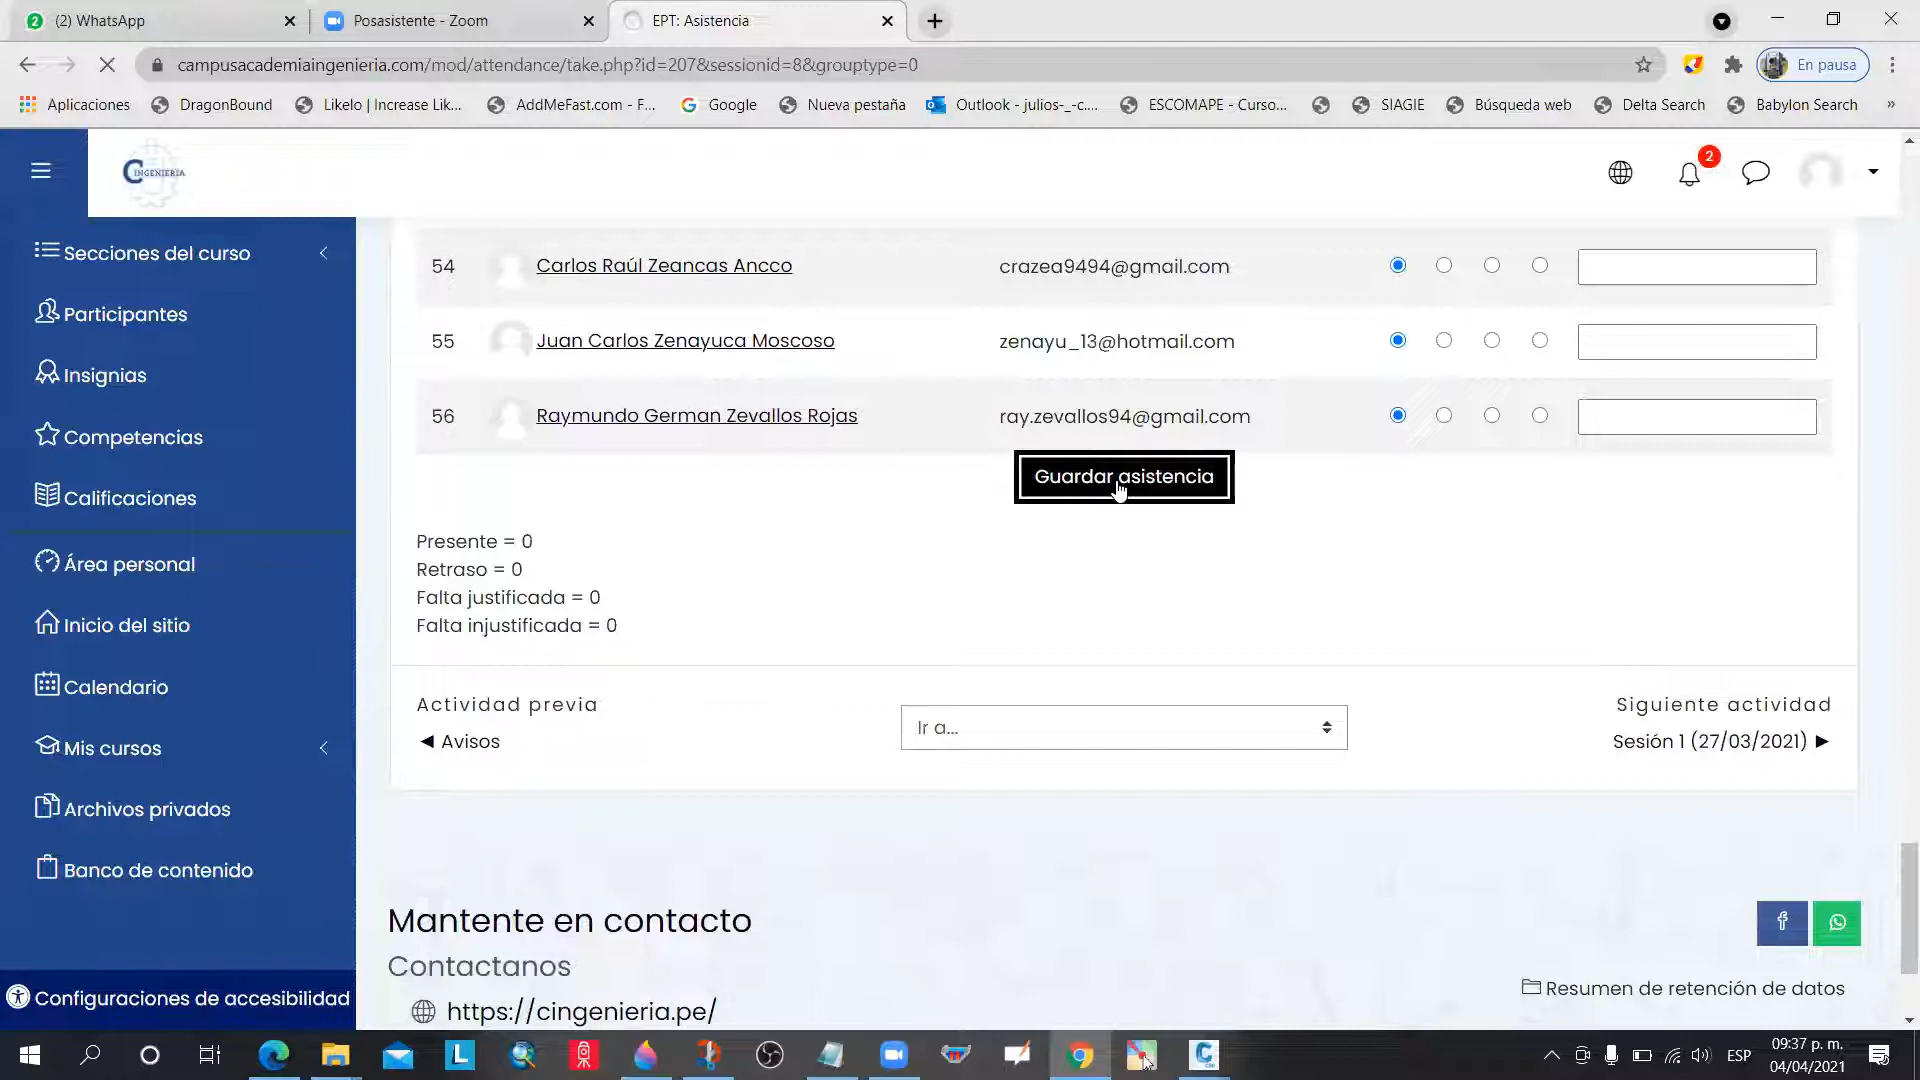 (2) WhatsApp
Posasistente - Zoom
EPT: Asistencia
campusacademiaingenieria.com/mod/attendance/take.php?id=207&sessionid=8&grouptype=0
En pausa
Aplicaciones
DragonBound
Likelo | Increase Lik...
AddMeFast.com - F...
Google
Nueva pestaña
Outlook - julios-_-c....
ESCOMAPE - Curso...
SIAGIE
Búsqueda web
Delta Search
Babylon Search
»
CINGENIERIA
2
Secciones del curso
Participantes
Insignias
Competencias
Calificaciones
Área personal
Inicio del sitio
Calendario
Mis cursos
Archivos privados
Banco de contenido
Configuraciones de accesibilidad
54 Carlos Raúl Zeancas Ancco crazea9494@gmail.com
55 Juan Carlos Zenayuca Moscoso zenayu_13@hotmail.com
56 Raymundo German Zevallos Rojas ray.zevallos94@gmail.com
Guardar asistencia
Presente = 0
Retraso = 0
Falta justificada = 0
Falta injustificada = 0
Actividad previa
◄ Avisos
Ir a...
Siguiente actividad
Sesión 1 (27/03/2021) ►
Mantente en contacto
Contactanos
https://cingenieria.pe/
Resumen de retención de datos
ESP
09:37 p. m.
04/04/2021